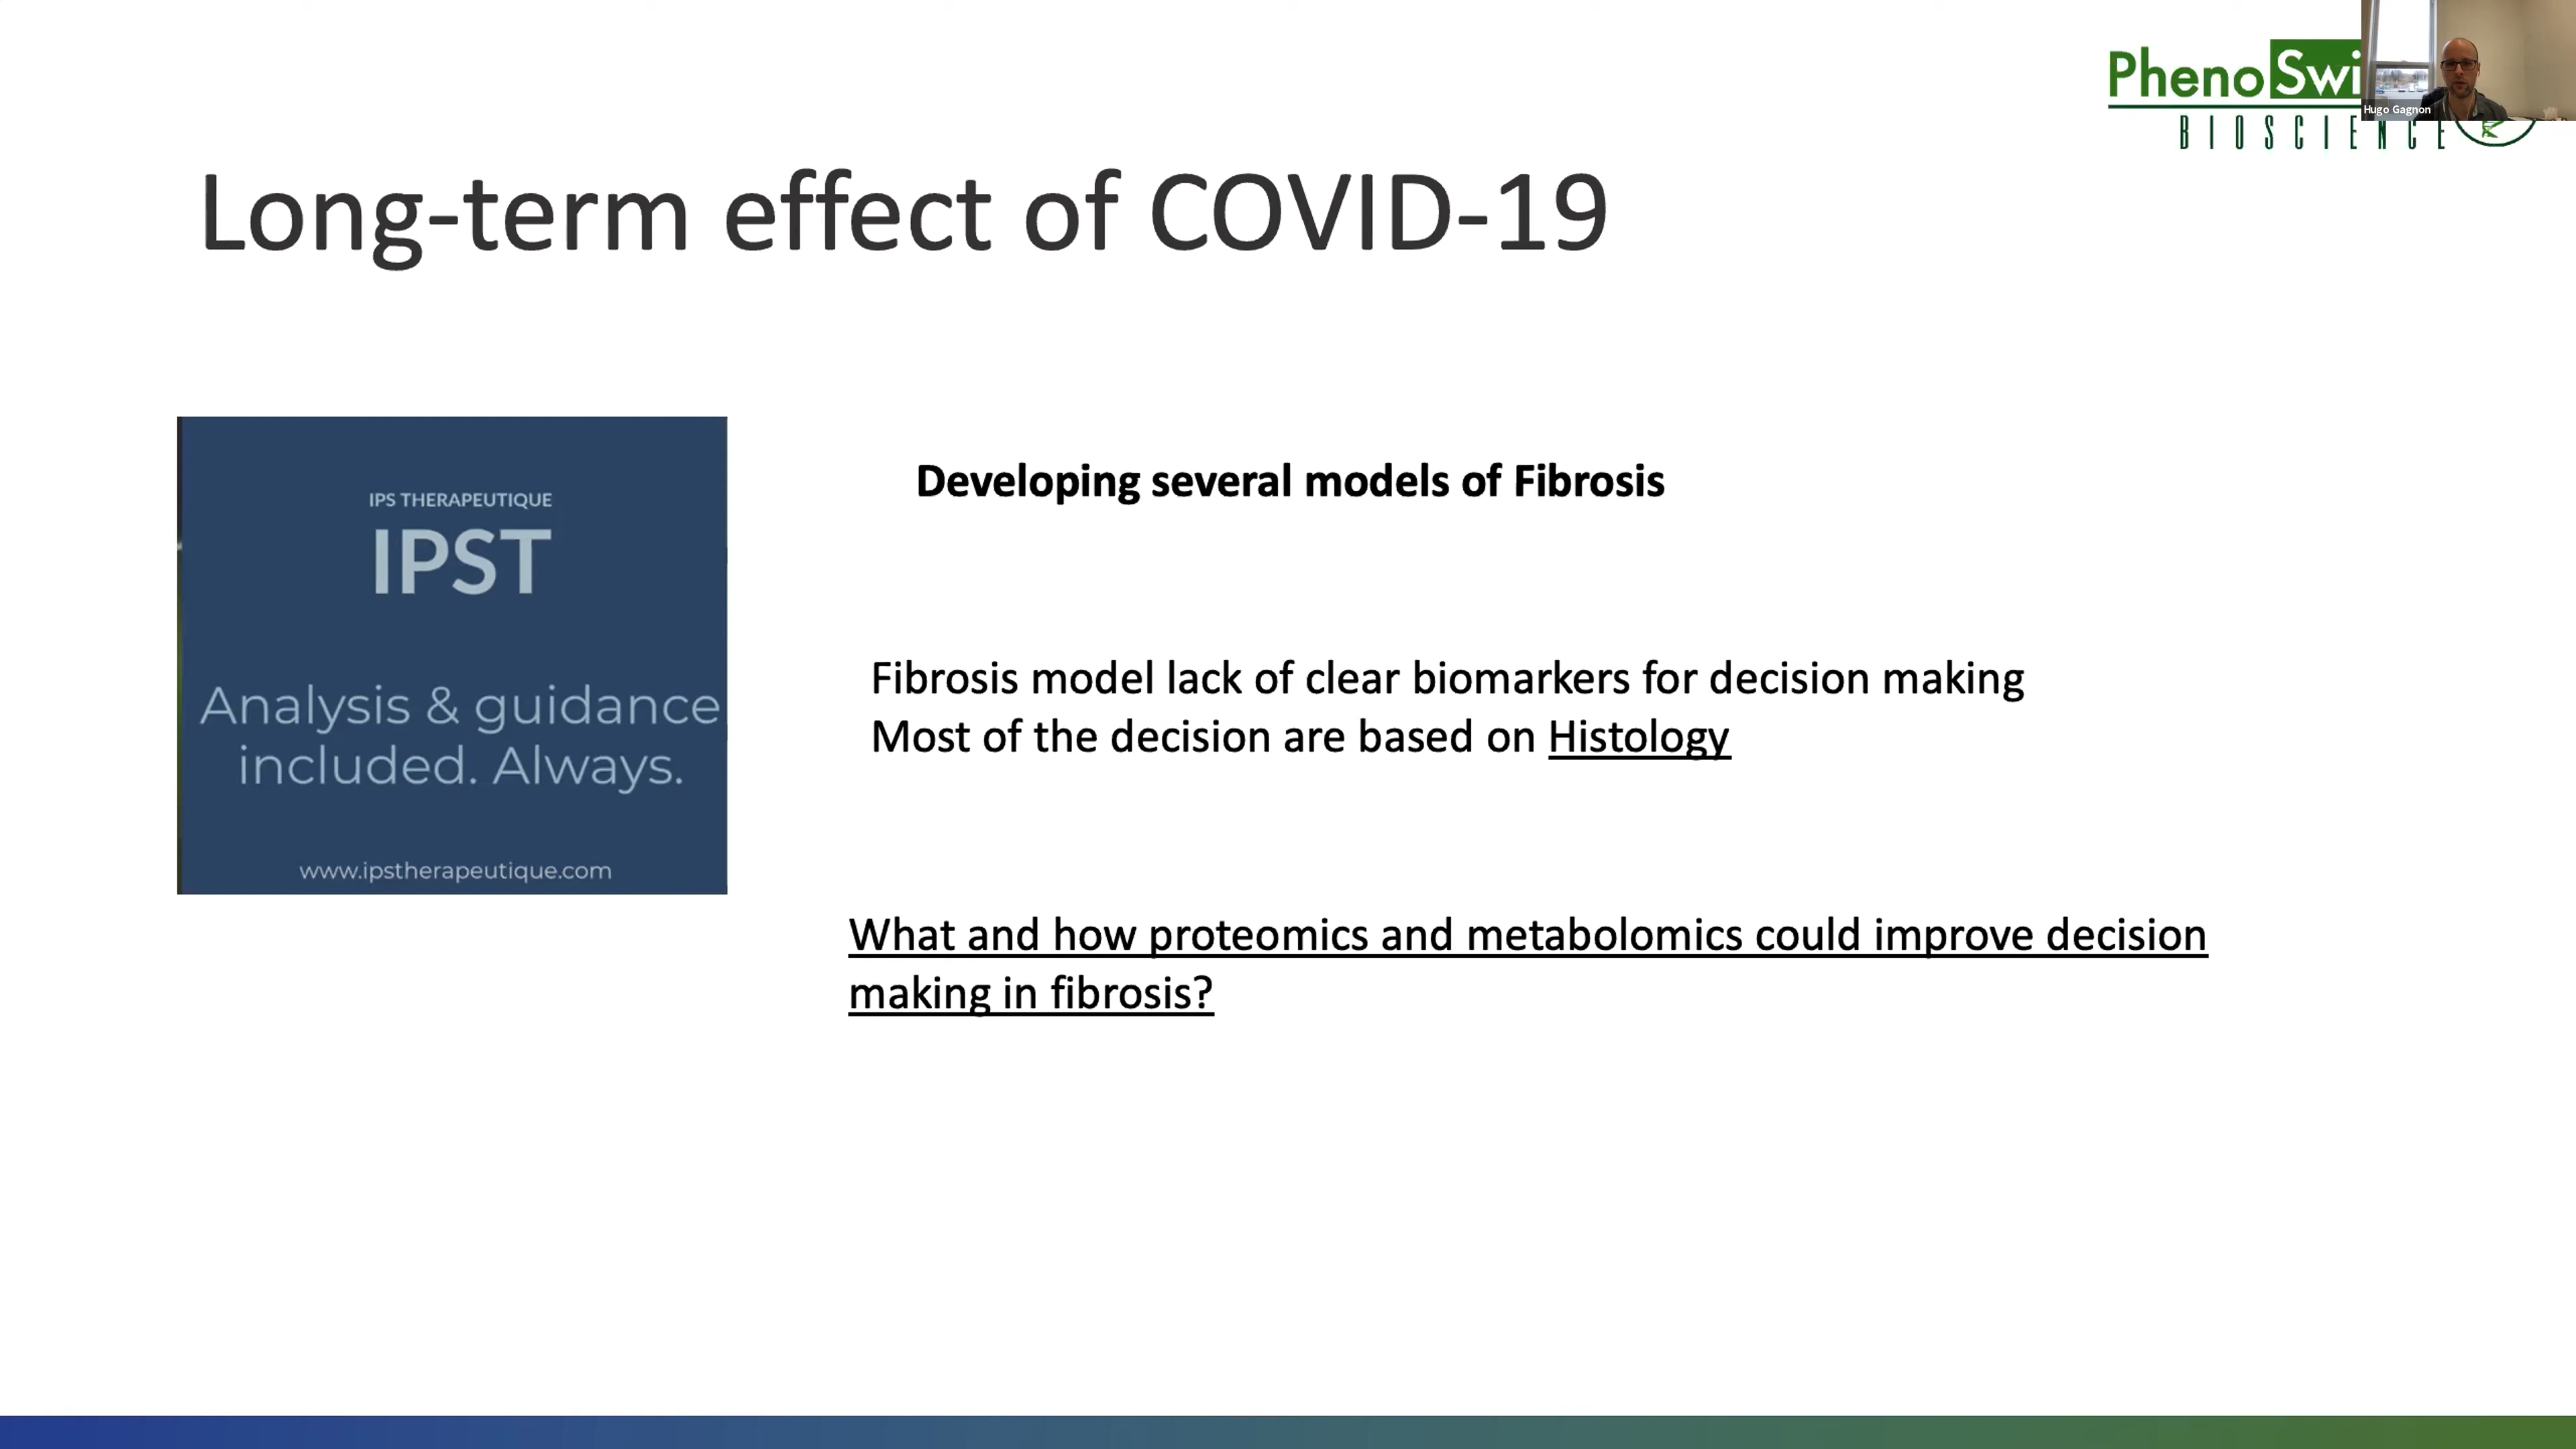 Pheno Swi
Hugo Gagnon
BIOSCIENCE
Long-term effect of COVID-19
IPS THERAPEUTIQUE
IPST
Analysis & guidance
included. Always.
www.ipstherapeutique.com
Developing several models of Fibrosis
Fibrosis model lack of clear biomarkers for decision making
Most of the decision are based on Histology
What and how proteomics and metabolomics could improve decision
making in fibrosis?